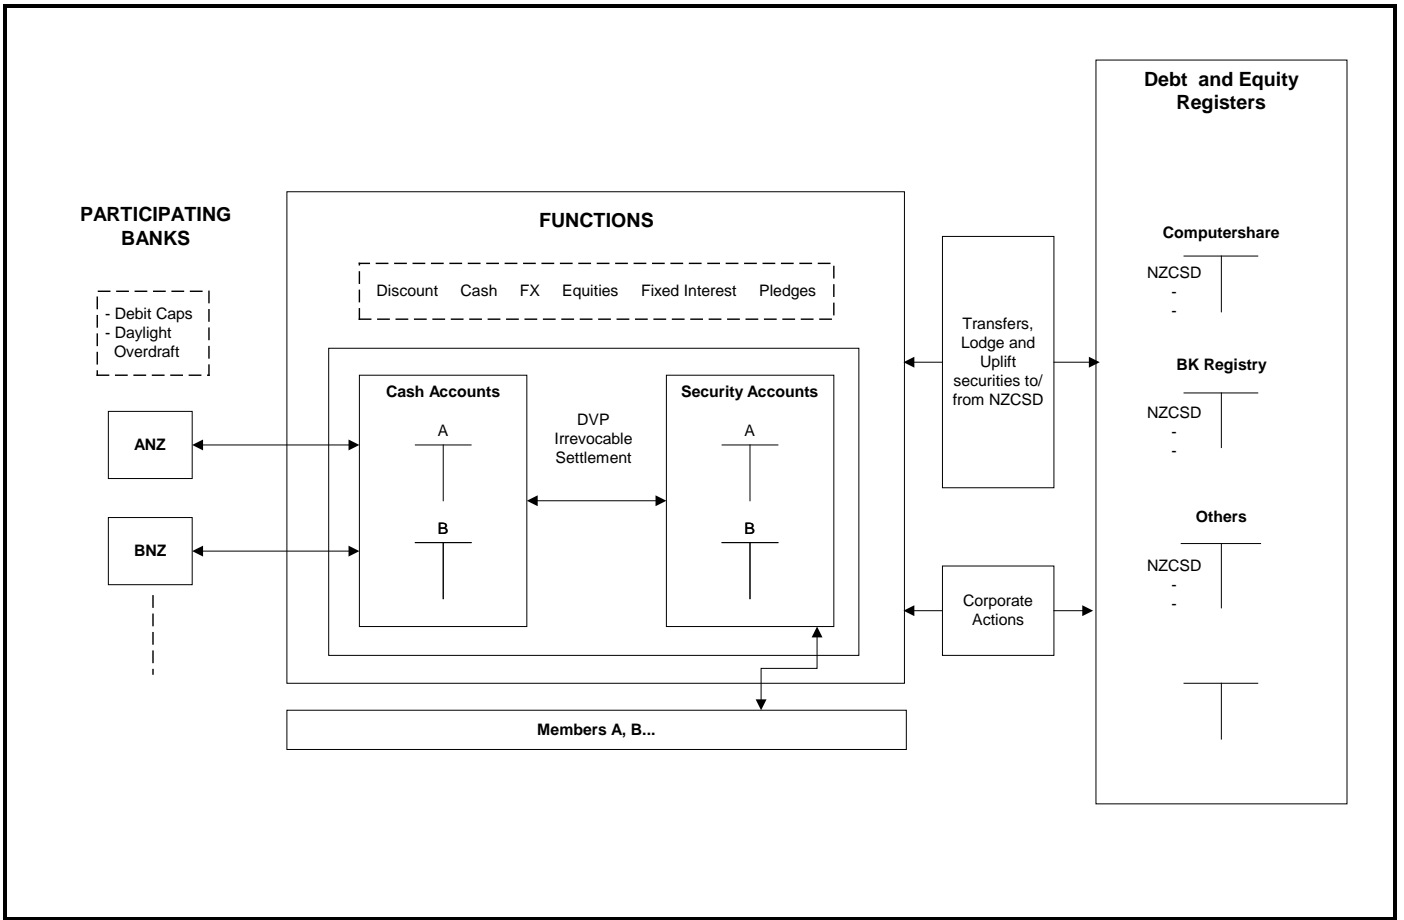 Debt and Equity
Registers
PARTICIPATING
BANKS
- Debit Caps
- Daylight
Overdraft
ANZ
BNZ
FUNCTIONS
Discount Cash FX Equities Fixed Interest Pledges
Cash Accounts
A
B
DVP
Irrevocable
Settlement
Security Accounts
A
B
Members A, B...
Transfers,
Lodge and
Uplift
securities to/
from NZCSD
Corporate
Actions
Computershare
NZCSD
-
-
BK Registry
NZCSD
-
-
Others
NZCSD
-
-